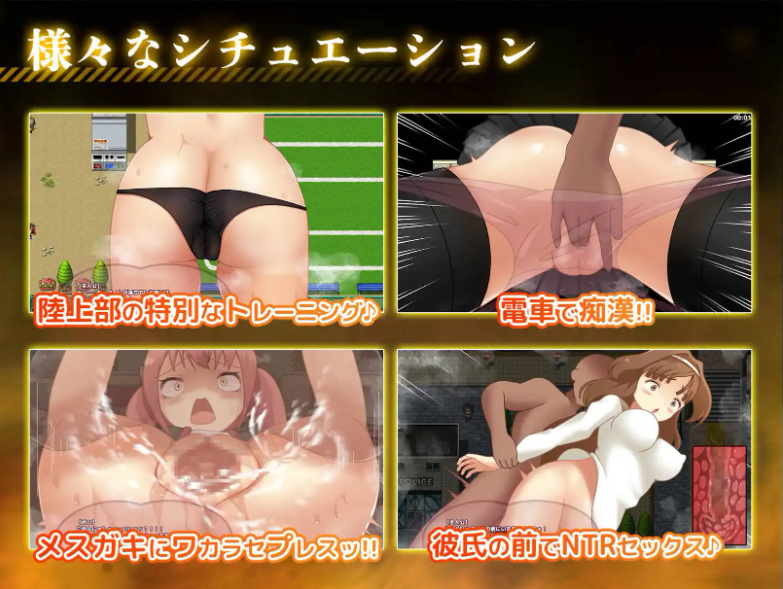 様々なシチュエーション
00:01
陸上部の特別なトレーニング♪
電車で痴漢!!
POLICE
メスガキにワカラセプレスッ!!
彼氏の前でNTRセックス♪